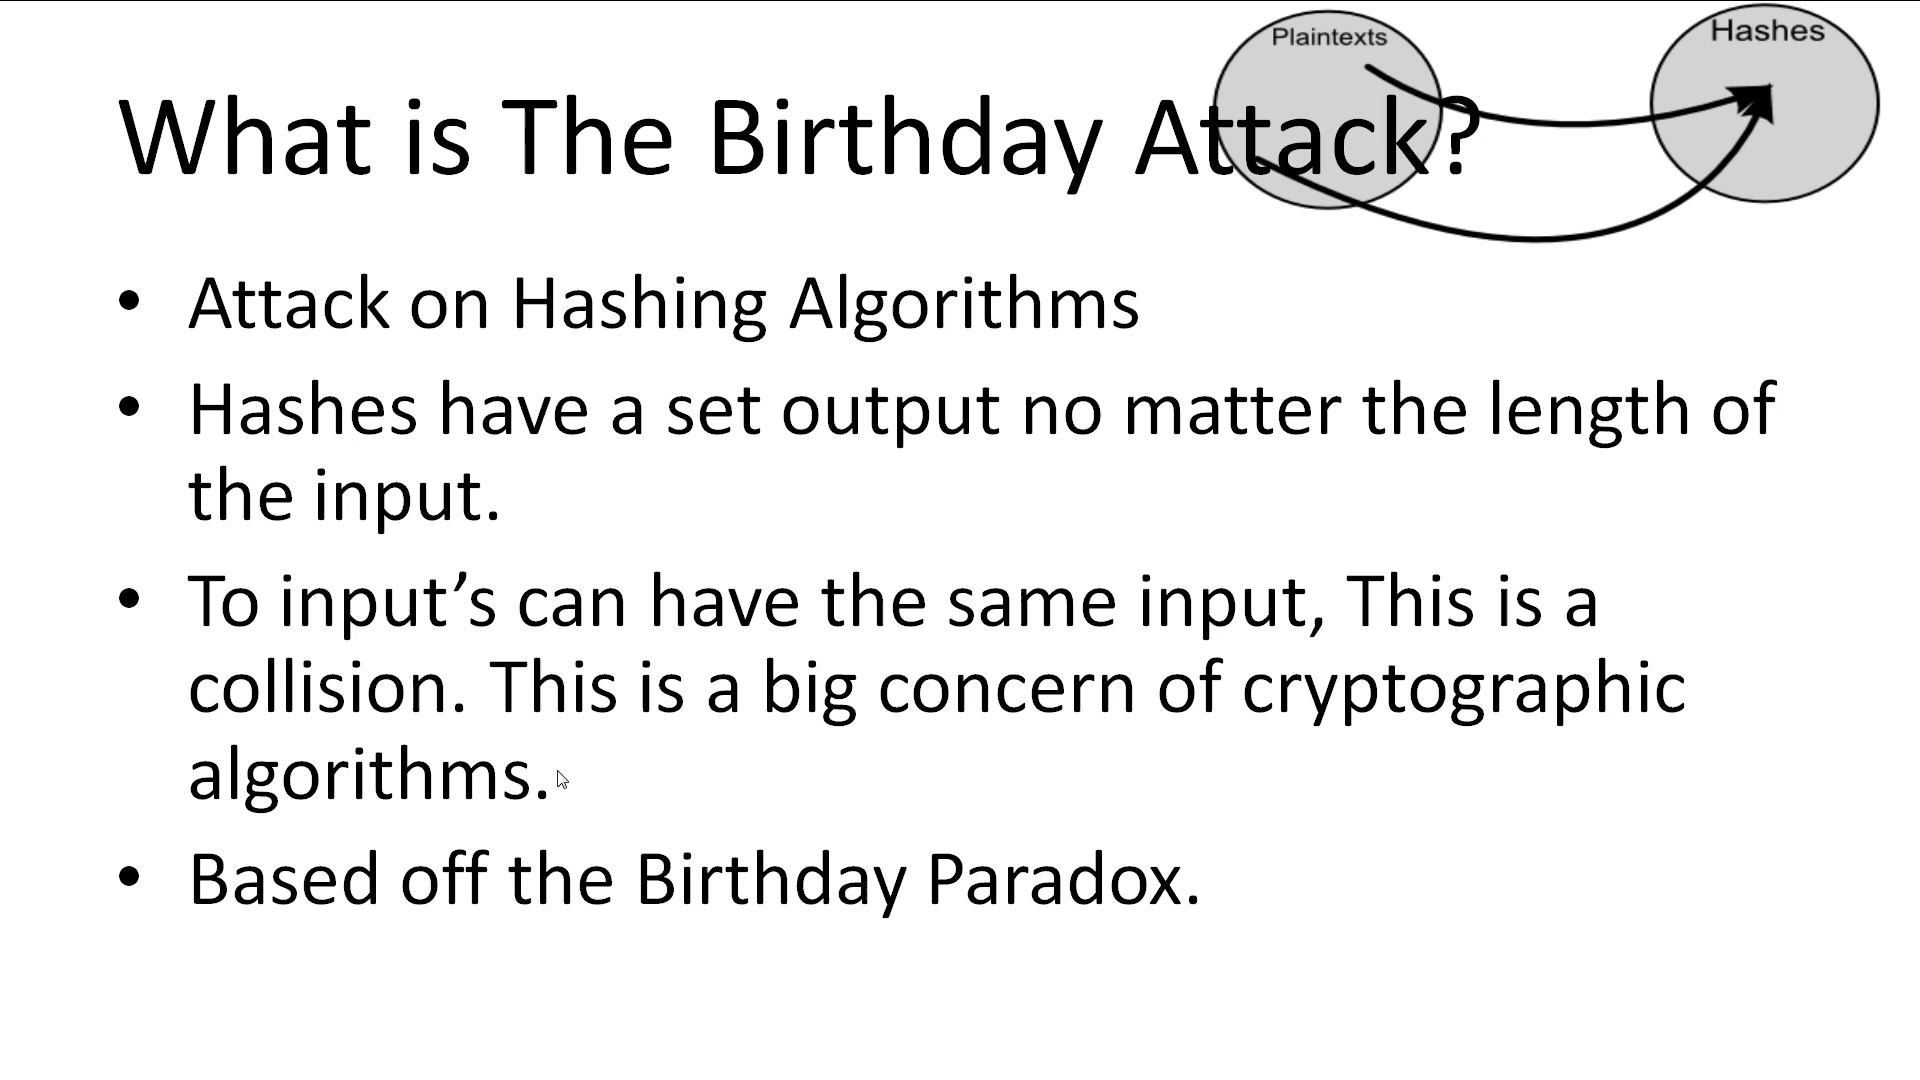 Plaintexts
Hashes
What is The Birthday Attack?
• Attack on Hashing Algorithms
• Hashes have a set output no matter the length of
the input.
• To input’s can have the same input, This is a
collision. This is a big concern of cryptographic
algorithms.
• Based off the Birthday Paradox.